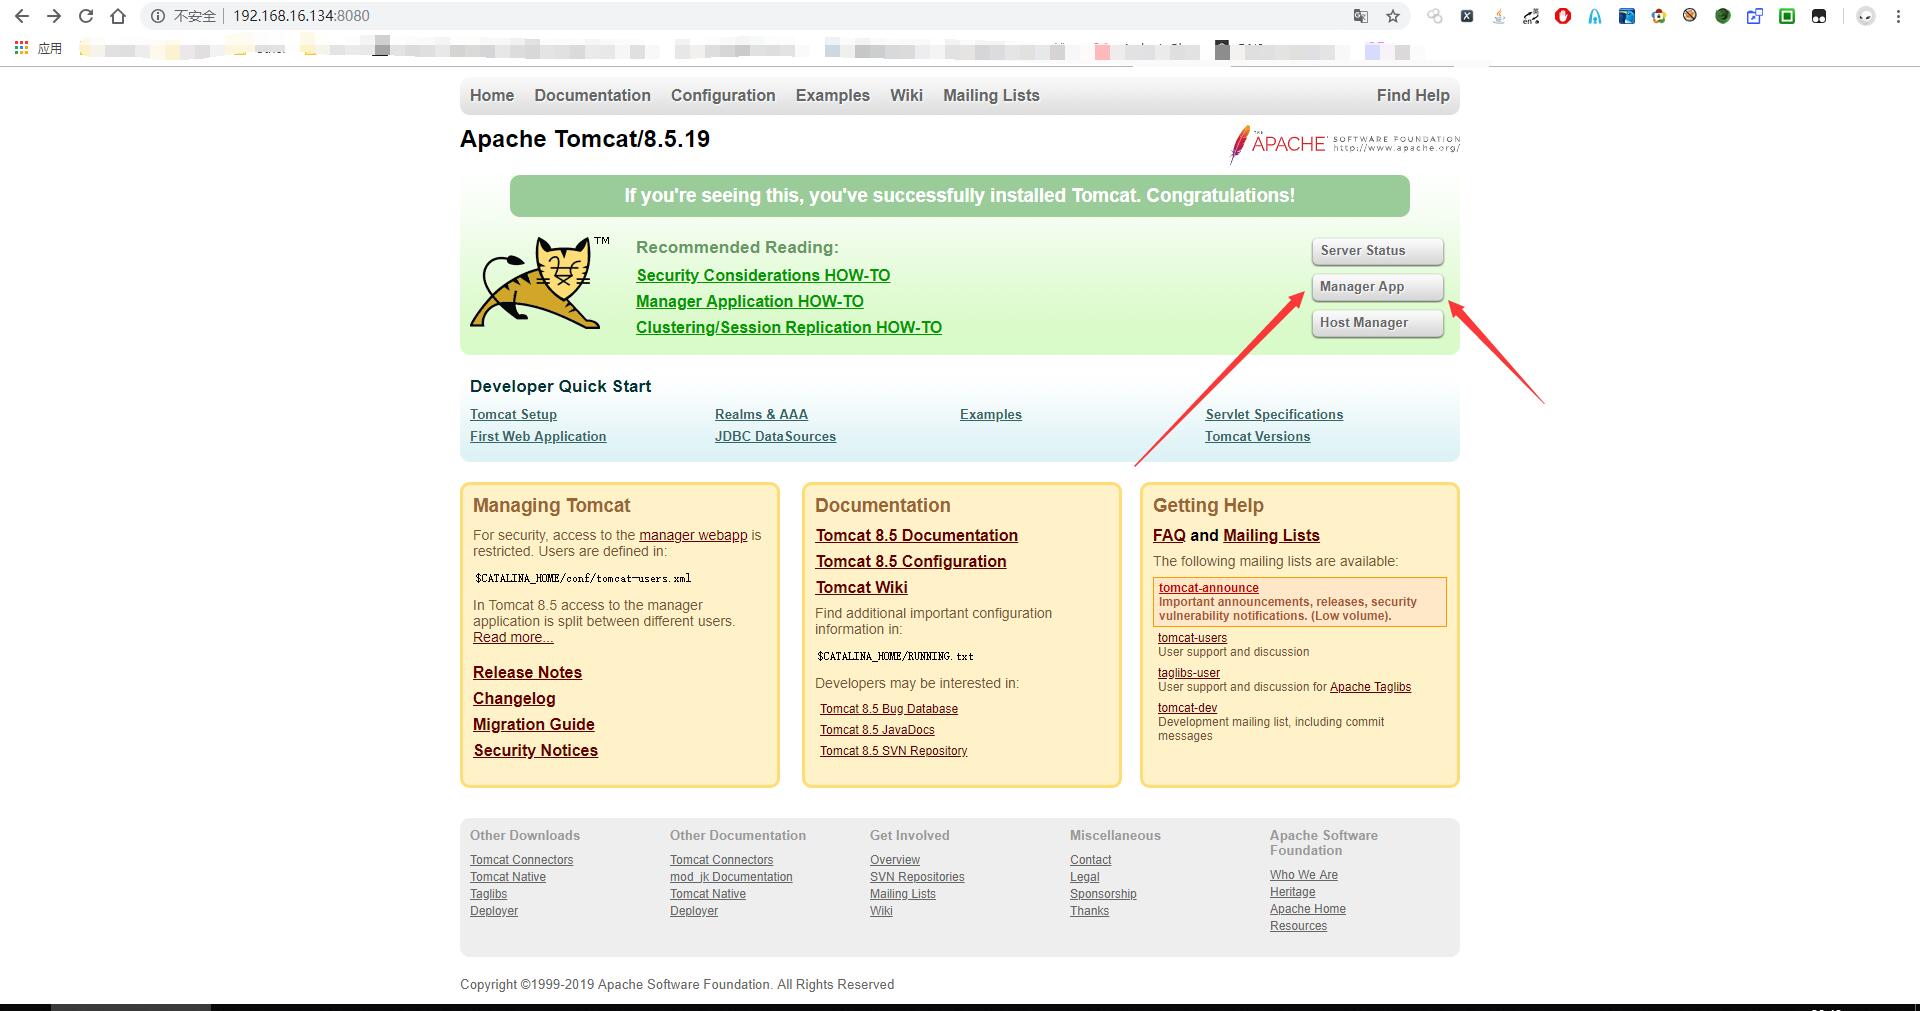 不安全 | 192.168.16.134:8080
应用
Home Documentation Configuration Examples Wiki Mailing Lists Find Help
Apache Tomcat/8.5.19
THE APACHE SOFTWARE FOUNDATION
http://www.apache.org/
If you're seeing this, you've successfully installed Tomcat. Congratulations!
TM
Recommended Reading:
Security Considerations HOW-TO
Manager Application HOW-TO
Clustering/Session Replication HOW-TO
Server Status
Manager App
Host Manager
Developer Quick Start
Tomcat Setup
First Web Application
Realms & AAA
JDBC DataSources
Examples
Servlet Specifications
Tomcat Versions
Managing Tomcat
For security, access to the manager webapp is
restricted. Users are defined in:
$CATALINA_HOME/conf/tomcat-users.xml
In Tomcat 8.5 access to the manager
application is split between different users.
Read more...
Release Notes
Changelog
Migration Guide
Security Notices
Documentation
Tomcat 8.5 Documentation
Tomcat 8.5 Configuration
Tomcat Wiki
Find additional important configuration
information in:
$CATALINA_HOME/RUNNING.txt
Developers may be interested in:
Tomcat 8.5 Bug Database
Tomcat 8.5 JavaDocs
Tomcat 8.5 SVN Repository
Getting Help
FAQ and Mailing Lists
The following mailing lists are available:
tomcat-announce
Important announcements, releases, security
vulnerability notifications. (Low volume).
tomcat-users
User support and discussion
taglibs-user
User support and discussion for Apache Taglibs
tomcat-dev
Development mailing list, including commit
messages
Other Downloads
Tomcat Connectors
Tomcat Native
Taglibs
Deployer
Other Documentation
Tomcat Connectors
mod_jk Documentation
Tomcat Native
Deployer
Get Involved
Overview
SVN Repositories
Mailing Lists
Wiki
Miscellaneous
Contact
Legal
Sponsorship
Thanks
Apache Software
Foundation
Who We Are
Heritage
Apache Home
Resources
Copyright ©1999-2019 Apache Software Foundation. All Rights Reserved